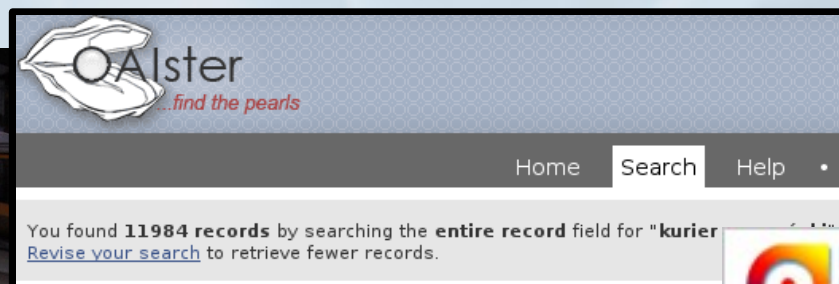 OAIster
...find the pearls
Home Search Help •
You found 11984 records by searching the entire record field for "kurier
Revise your search to retrieve fewer records.